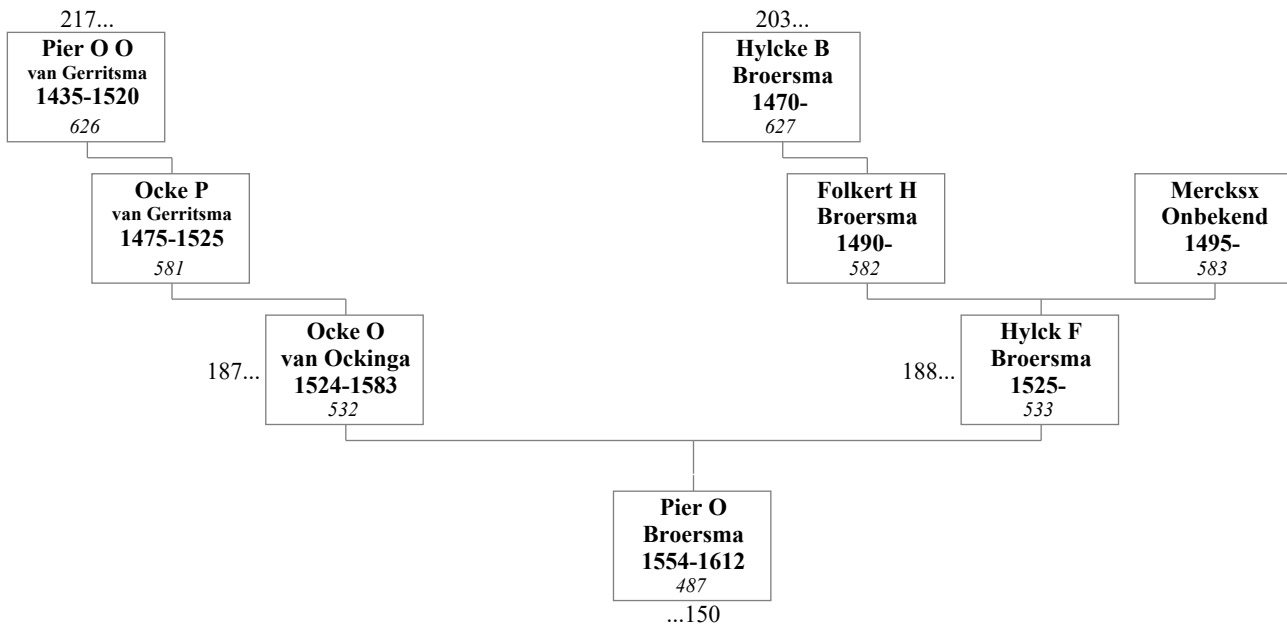 217...
Pier O O
van Gerritsma
1435-1520
626
203...
Hylcke B
Broersma
1470-
627
Ocke P
van Gerritsma
1475-1525
581
Folkert H
Broersma
1490-
582
Mercksx
Onbekend
1495-
583
187...
Ocke O
van Ockinga
1524-1583
532
188...
Hylck F
Broersma
1525-
533
Pier O
Broersma
1554-1612
487
...150